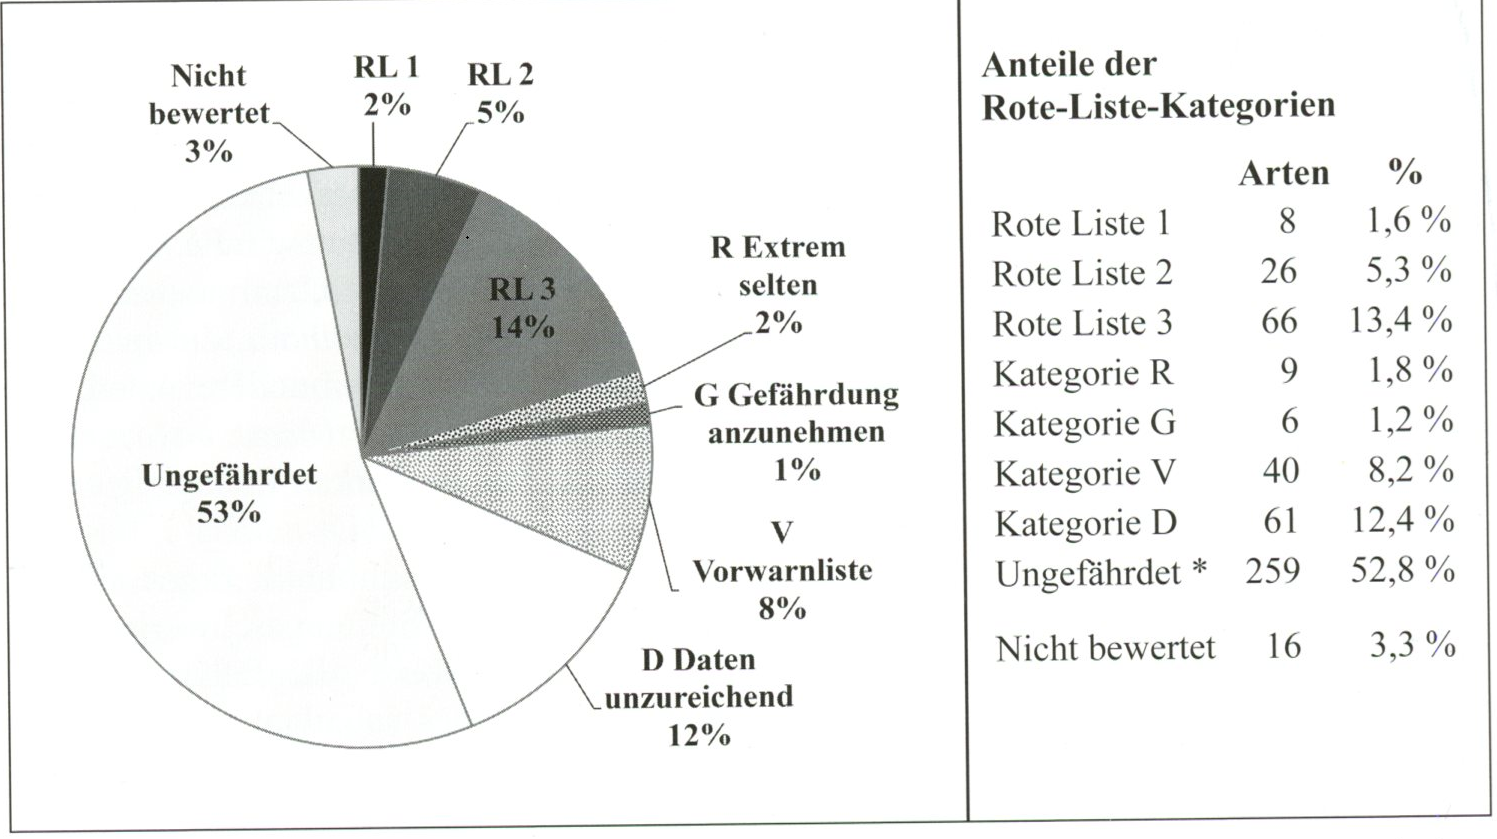 Nicht
bewertet
3%
RL 1
2%
RL 2
5%
RL 3
14%
R Extrem
selten
2%
G Gefährdung
anzunehmen
1%
V
Vorwarnliste
8%
D Daten
unzureichend
12%
Ungefährdet
53%
Anteile der
Rote-Liste-Kategorien
Arten %
Rote Liste 1 8 1,6 %
Rote Liste 2 26 5,3 %
Rote Liste 3 66 13,4 %
Kategorie R 9 1,8 %
Kategorie G 6 1,2 %
Kategorie V 40 8,2 %
Kategorie D 61 12,4 %
Ungefährdet * 259 52,8 %
Nicht bewertet 16 3,3 %